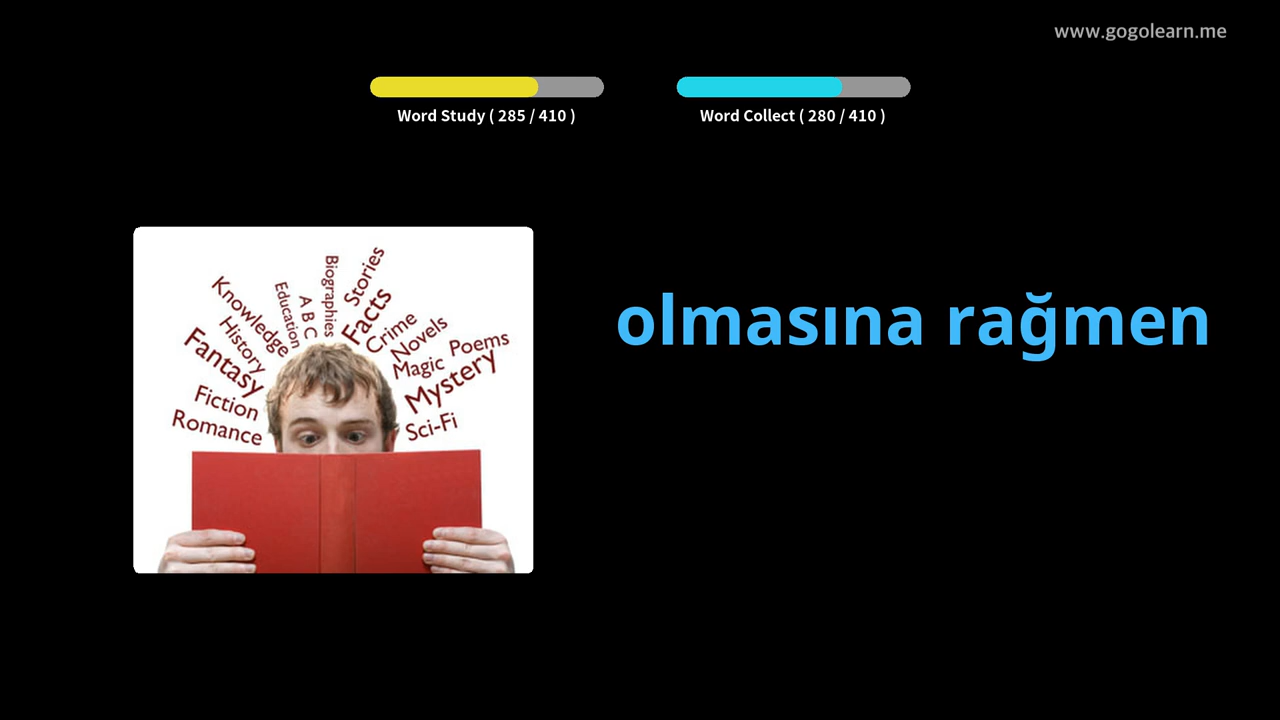 www.gogolearn.me
Word Study ( 285 / 410 )
Word Collect ( 280 / 410 )
olmasına rağmen
Biographies
Stories
Education
A B C
Facts
Knowledge
Crime
History
Novels
Fantasy
Magic
Poems
Mystery
Fiction
Romance
Sci-Fi